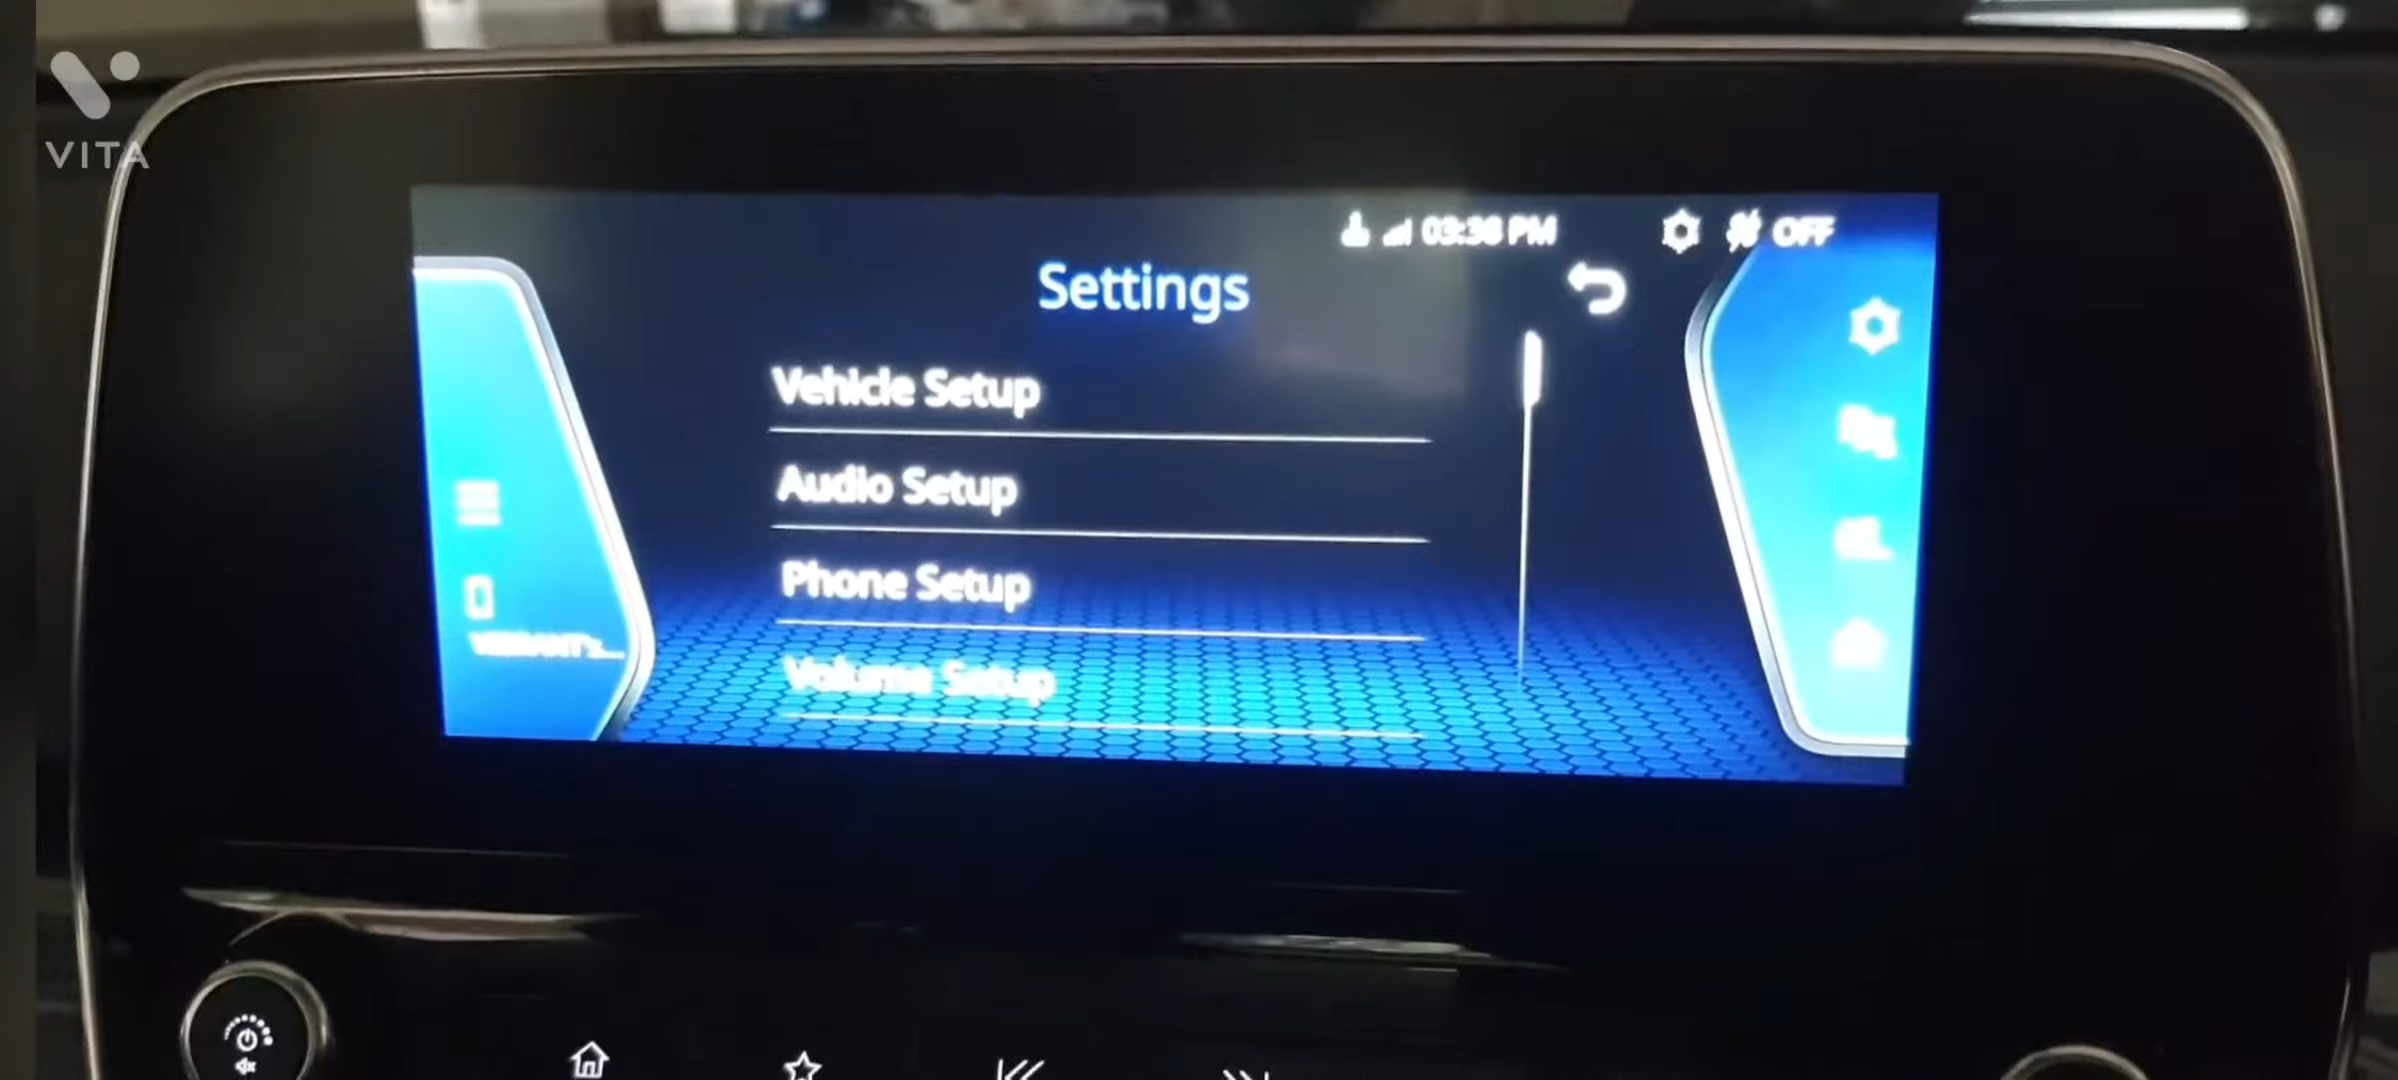 VITA
03:38 PM
OFF
Settings
Vehicle Setup
Audio Setup
Phone Setup
Volume Setup